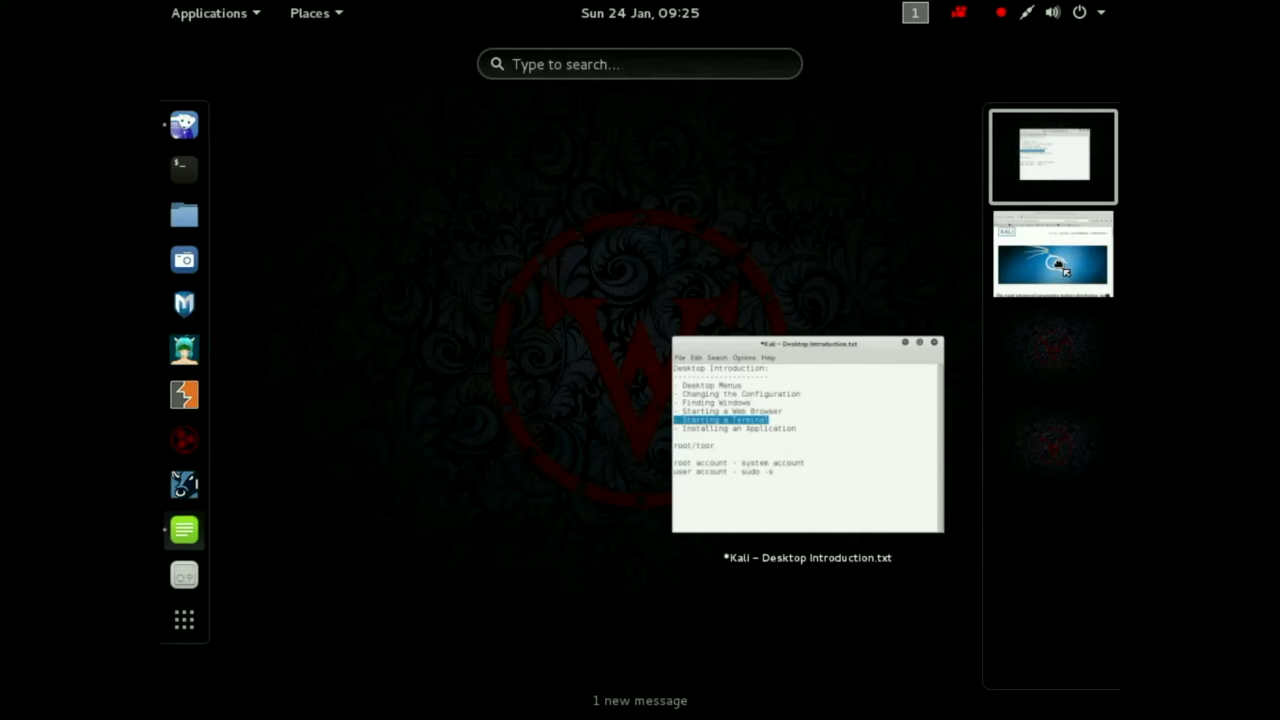 Applications
Places
Sun 24 Jan, 09:25
1
Type to search...
$_
KALI
*Kali - Desktop Introduction.txt
File Edit Search Options Help
Desktop Introduction:
----------------------
- Desktop Menus
- Changing the Configuration
- Finding Windows
- Starting a Web Browser
- Starting a Terminal
- Installing an Application
root/toor
root account - system account
user account - sudo -s
*Kali – Desktop Introduction.txt
W
1 new message